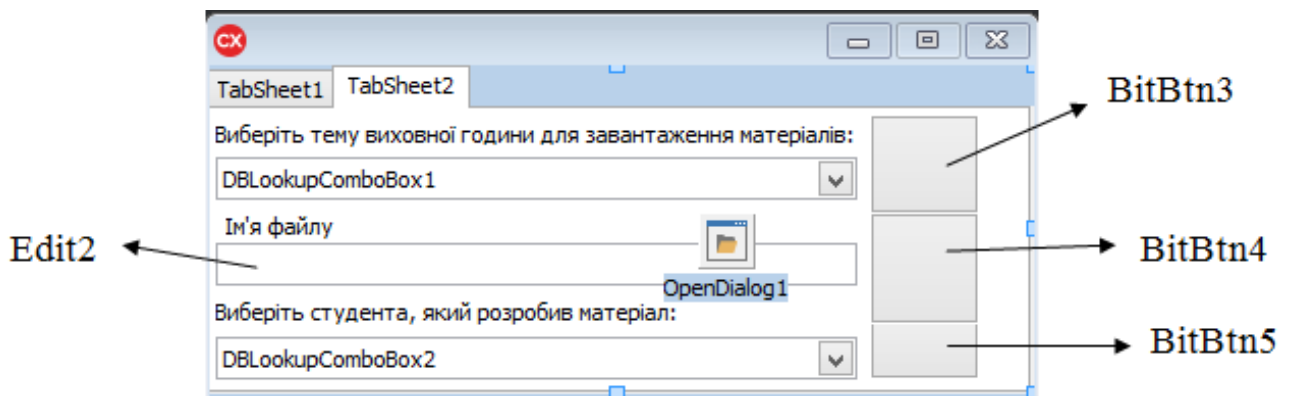 CX
TabSheet1 TabSheet2
BitBtn3
Виберіть тему виховної години для завантаження матеріалів:
DBLookupComboBox1
Ім'я файлу
Edit2
BitBtn4
OpenDialog1
Виберіть студента, який розробив матеріал:
BitBtn5
DBLookupComboBox2